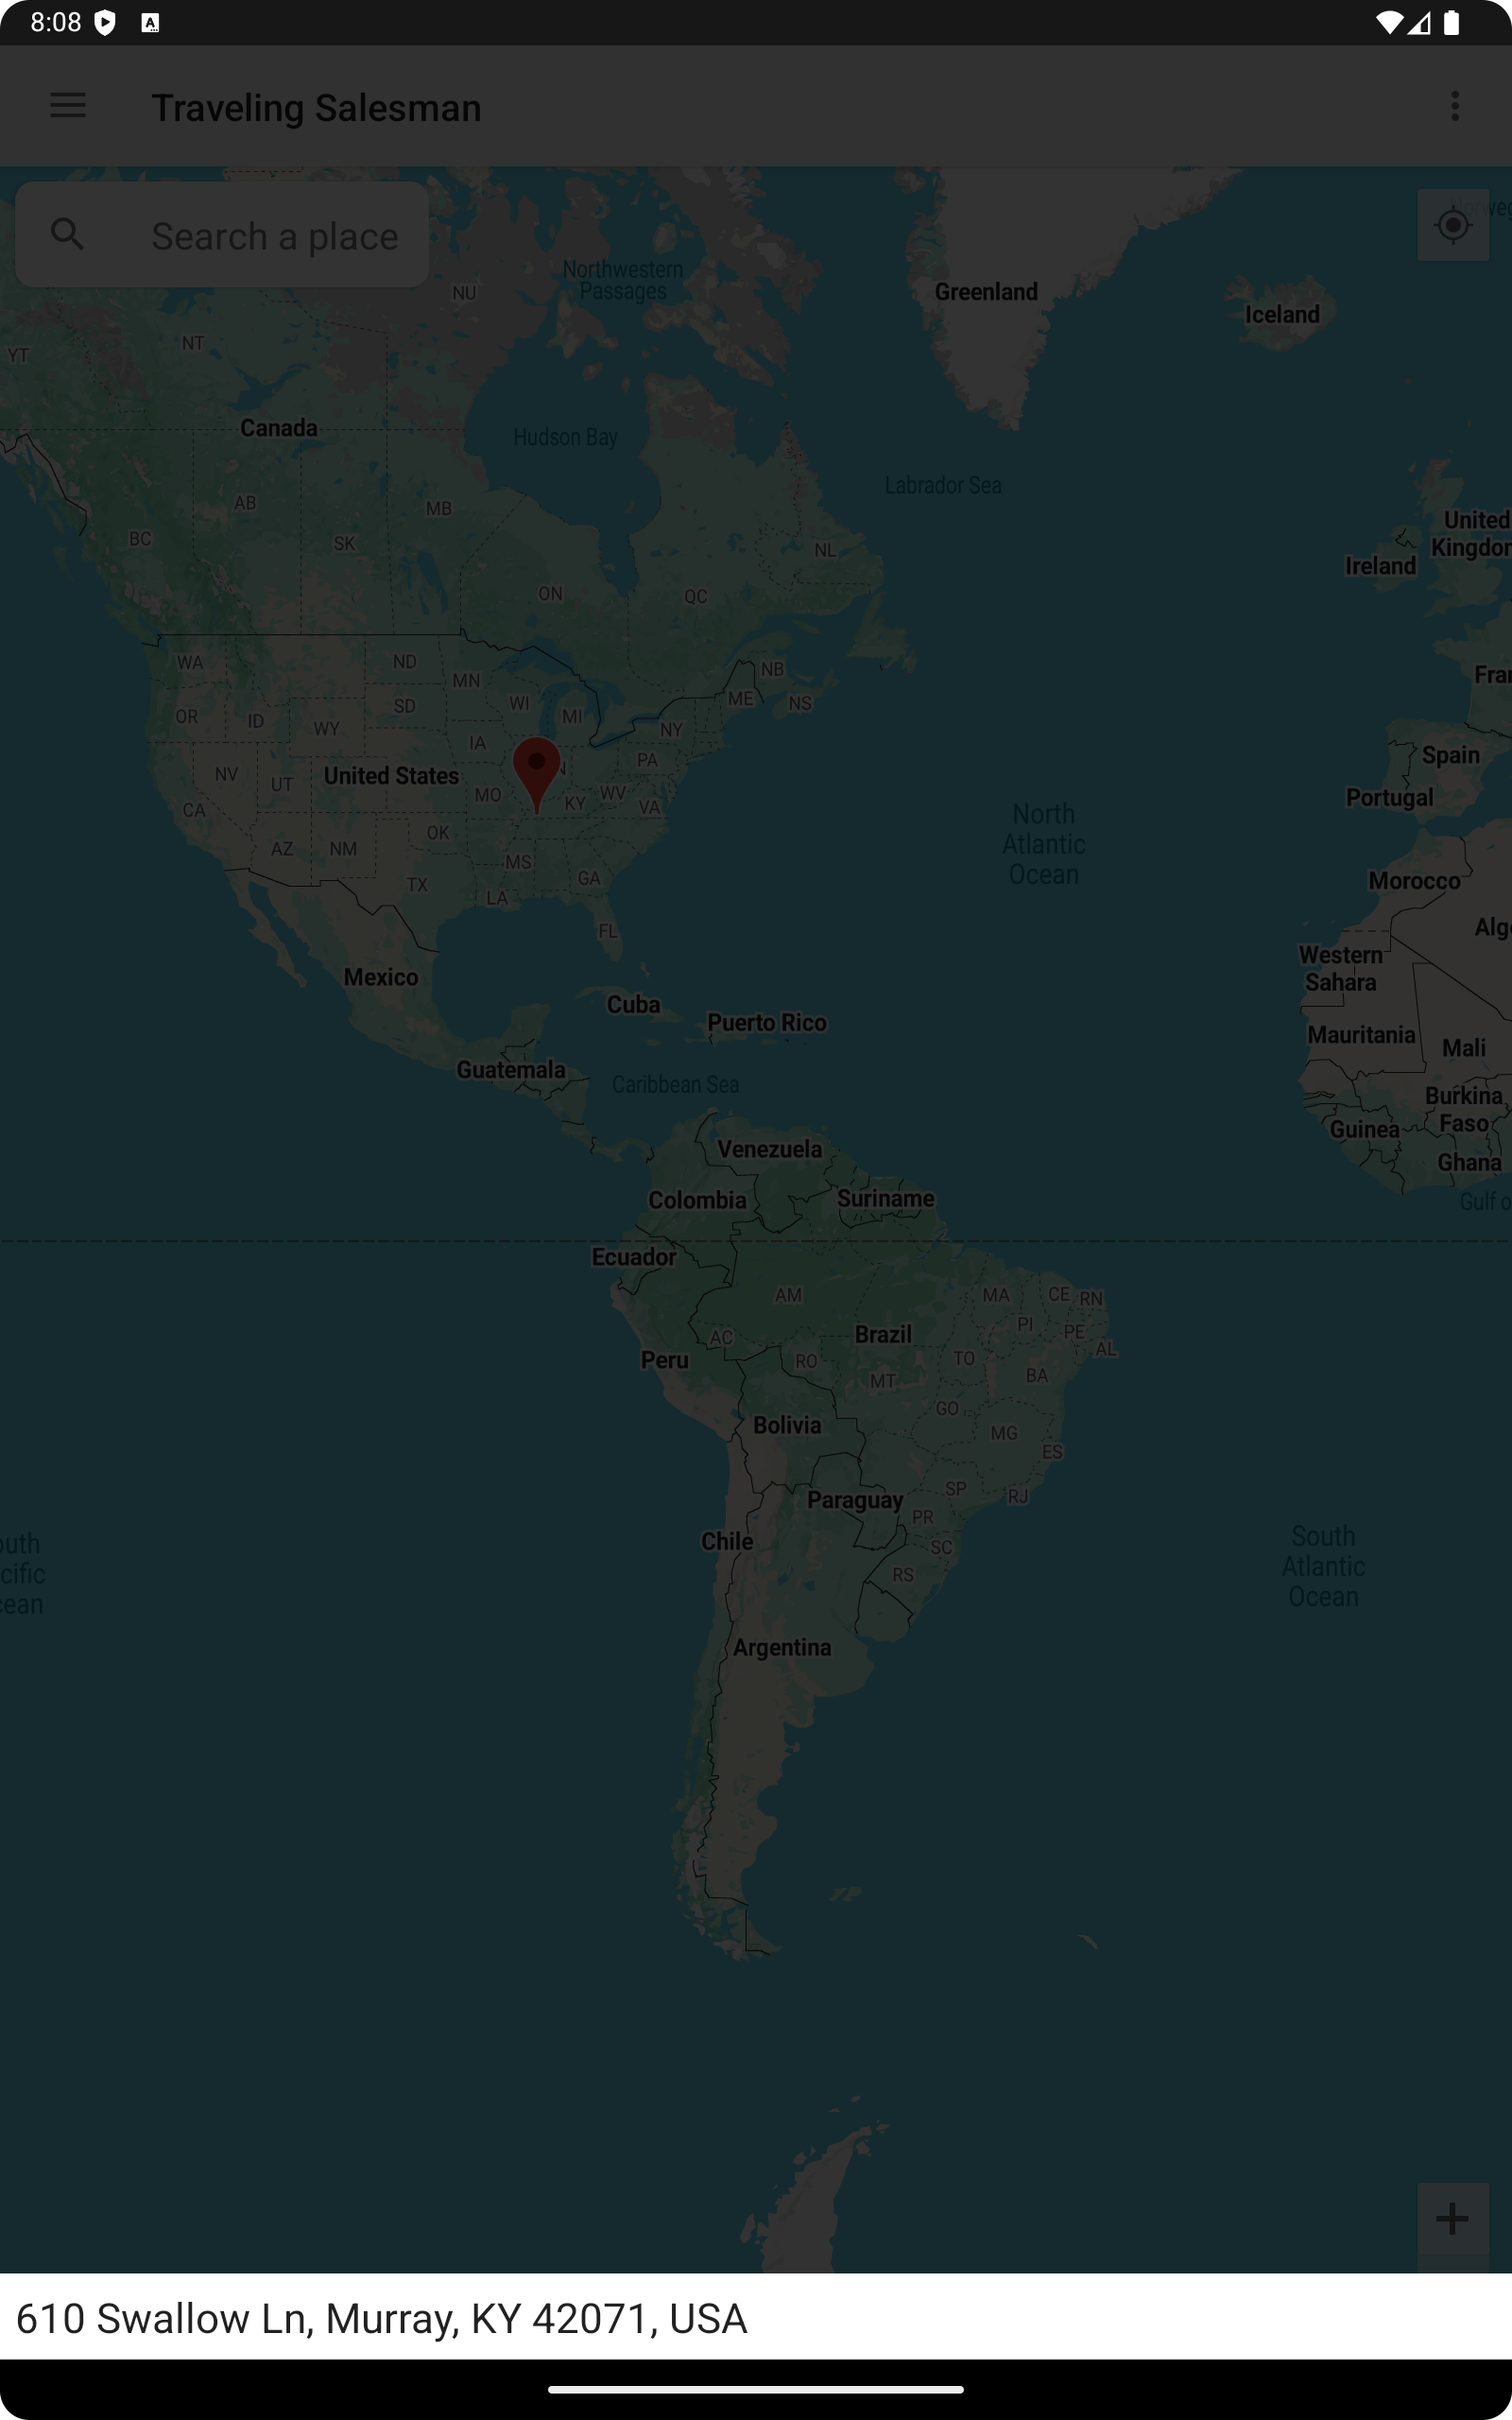 8:08
Traveling Salesman
Search a place
Northwestern
Passages
NU
Greenland
Iceland
NT
YT
Canada
Hudson Bay
Labrador Sea
AB
MB
BC
SK
NL
United
Kingdom
Ireland
ON
QC
WA
ND
MN
NB
ME
NS
OR
ID
WY
SD
WI
MI
NY
IA
NV
UT
United States
PA
Spain
MO
KY
WV
VA
CA
Portugal
North
Atlantic
Ocean
OK
AZ
NM
MS
TX
LA
GA
Morocco
FL
Western
Sahara
Mexico
Cuba
Puerto Rico
Mauritania
Mali
Guatemala
Caribbean Sea
Burkina
Faso
Guinea
Venezuela
Ghana
Colombia
Suriname
Gulf o
Ecuador
AM
MA
CE
RN
PI
PE
AC
Brazil
AL
Peru
RO
MT
TO
BA
GO
Bolivia
MG
ES
SP
RJ
Paraguay
PR
Chile
SC
RS
South
Atlantic
Ocean
outh
cific
cean
Argentina
610 Swallow Ln, Murray, KY 42071, USA